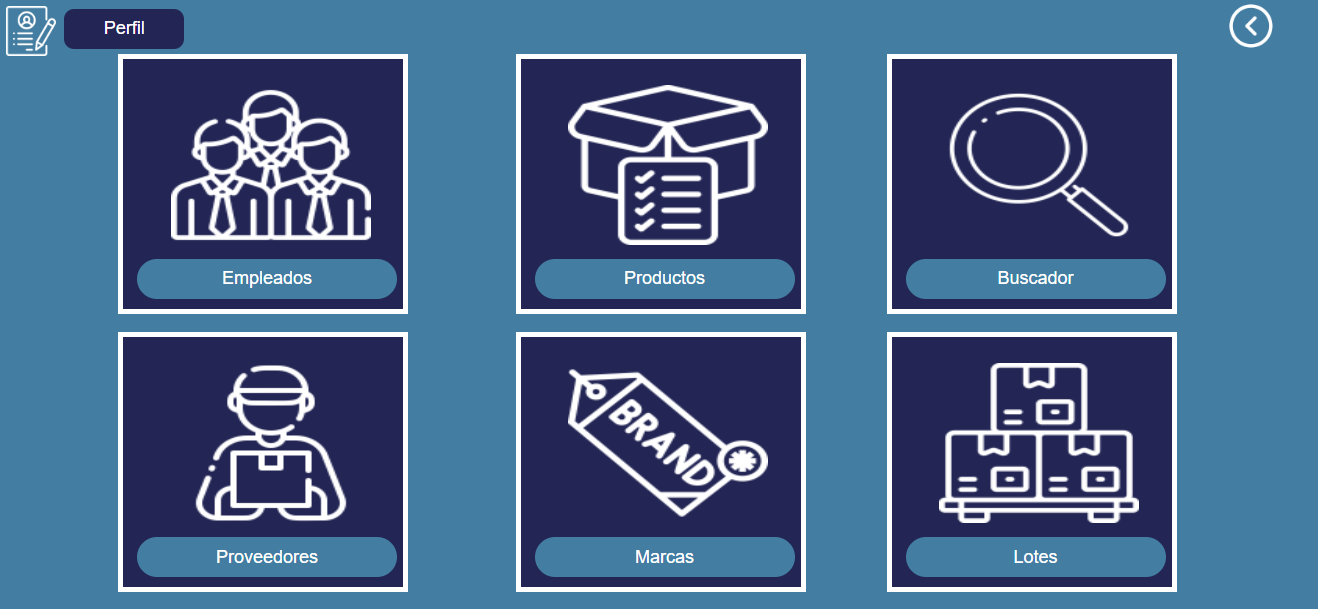 Perfil
Empleados
Productos
Buscador
BRAND
Proveedores
Marcas
Lotes